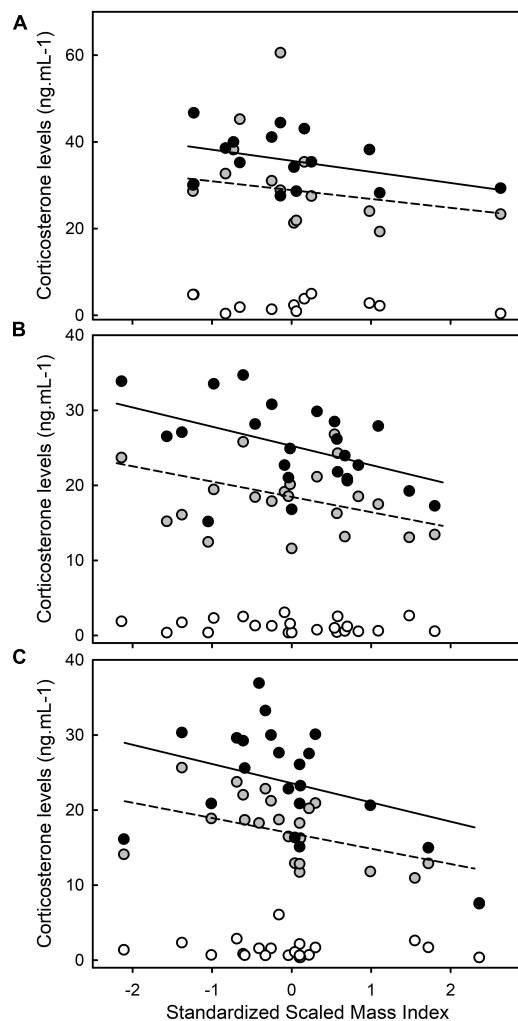 A
Corticosterone levels (ng.mL-1)
60
40
20
0
B
Corticosterone levels (ng.mL-1)
40
30
20
10
0
C
Corticosterone levels (ng.mL-1)
40
30
20
10
0
-2 -1 0 1 2
Standardized Scaled Mass Index